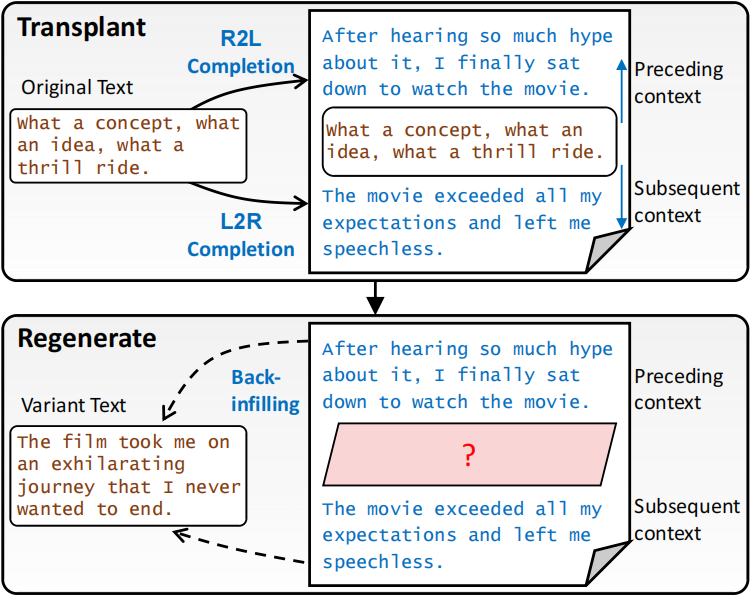 Transplant
Original Text
What a concept, what
an idea, what a
thrill ride.
R2L
Completion
L2R
Completion
After hearing so much hype
about it, I finally sat
down to watch the movie.
What a concept, what an
idea, what a thrill ride.
The movie exceeded all my
expectations and left me
speechless.
Preceding
context
Subsequent
context
Regenerate
Variant Text
The film took me on
an exhilarating
journey that I never
wanted to end.
Back-
infilling
After hearing so much hype
about it, I finally sat
down to watch the movie.
?
The movie exceeded all my
expectations and left me
speechless.
Preceding
context
Subsequent
context